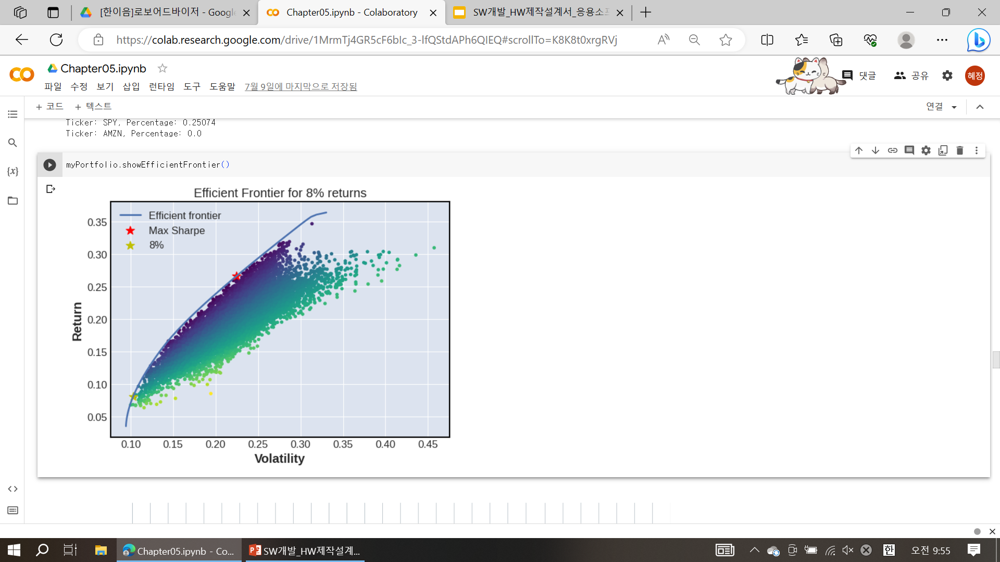 [한이음]로보어드바이저 - Google
Chapter05.ipynb - Colaboratory
SW개발_HW제작설계서_응용소프
https://colab.research.google.com/drive/1MrmTj4GR5cF6bIc_3-lfQStdAPh6QIEQ#scrollTo=K8K8t0xrgRVj
Chapter05.ipynb
댓글
공유
혜정
파일 수정 보기 삽입 런타임 도구 도움말 7월 9일에 마지막으로 저장됨
+ 코드 + 텍스트
연결
Ticker: SPY, Percentage: 0.25074
Ticker: AMZN, Percentage: 0.0
{x}
myPortfolio.showEfficientFrontier()
Efficient Frontier for 8% returns
Efficient frontier
Max Sharpe
8%
0.35
0.30
0.25
0.20
0.15
0.10
0.05
Return
0.10 0.15 0.20 0.25 0.30 0.35 0.40 0.45
Volatility
Chapter05.ipynb - Co...
SW개발_HW제작설계...
한
오전 9:55